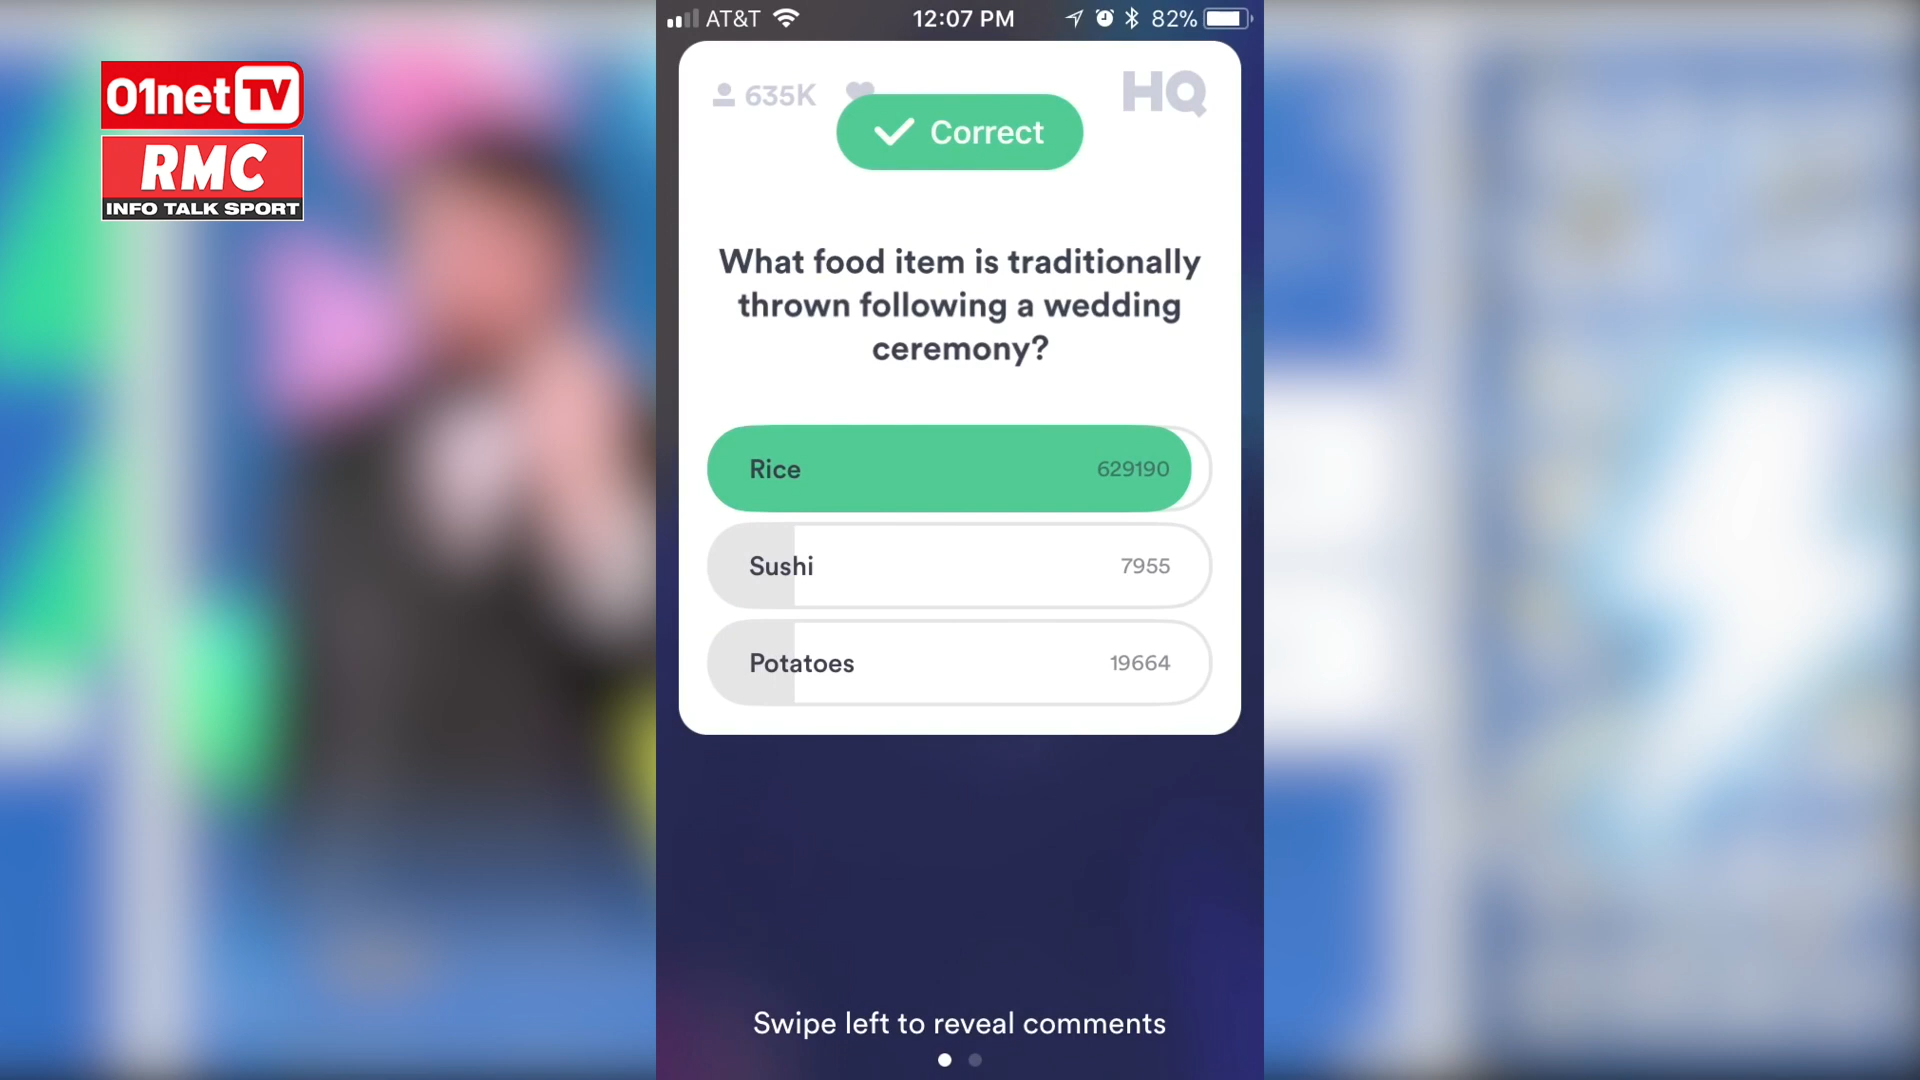 01net TV
RMC
INFO TALK SPORT
AT&T 12:07 PM 82%
635K HQ
Correct
What food item is traditionally
thrown following a wedding
ceremony?
Rice 629190
Sushi 7955
Potatoes 19664
Swipe left to reveal comments